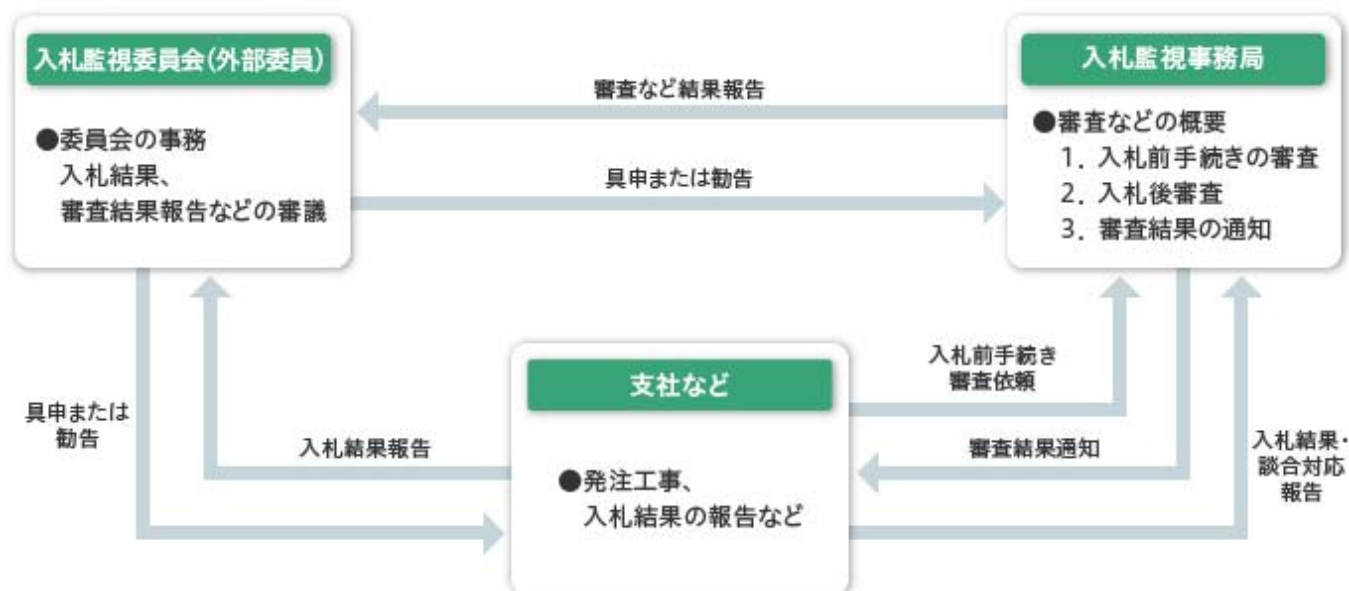 入札監視委員会(外部委員)
●委員会の事務
入札結果、
審査結果報告などの審議
審査など結果報告
具申または勧告
入札監視事務局
●審査などの概要
1. 入札前手続きの審査
2. 入札後審査
3. 審査結果の通知
具申または
勧告
入札結果報告
支社など
●発注工事、
入札結果の報告など
入札前手続き
審査依頼
審査結果通知
入札結果・
談合対応
報告